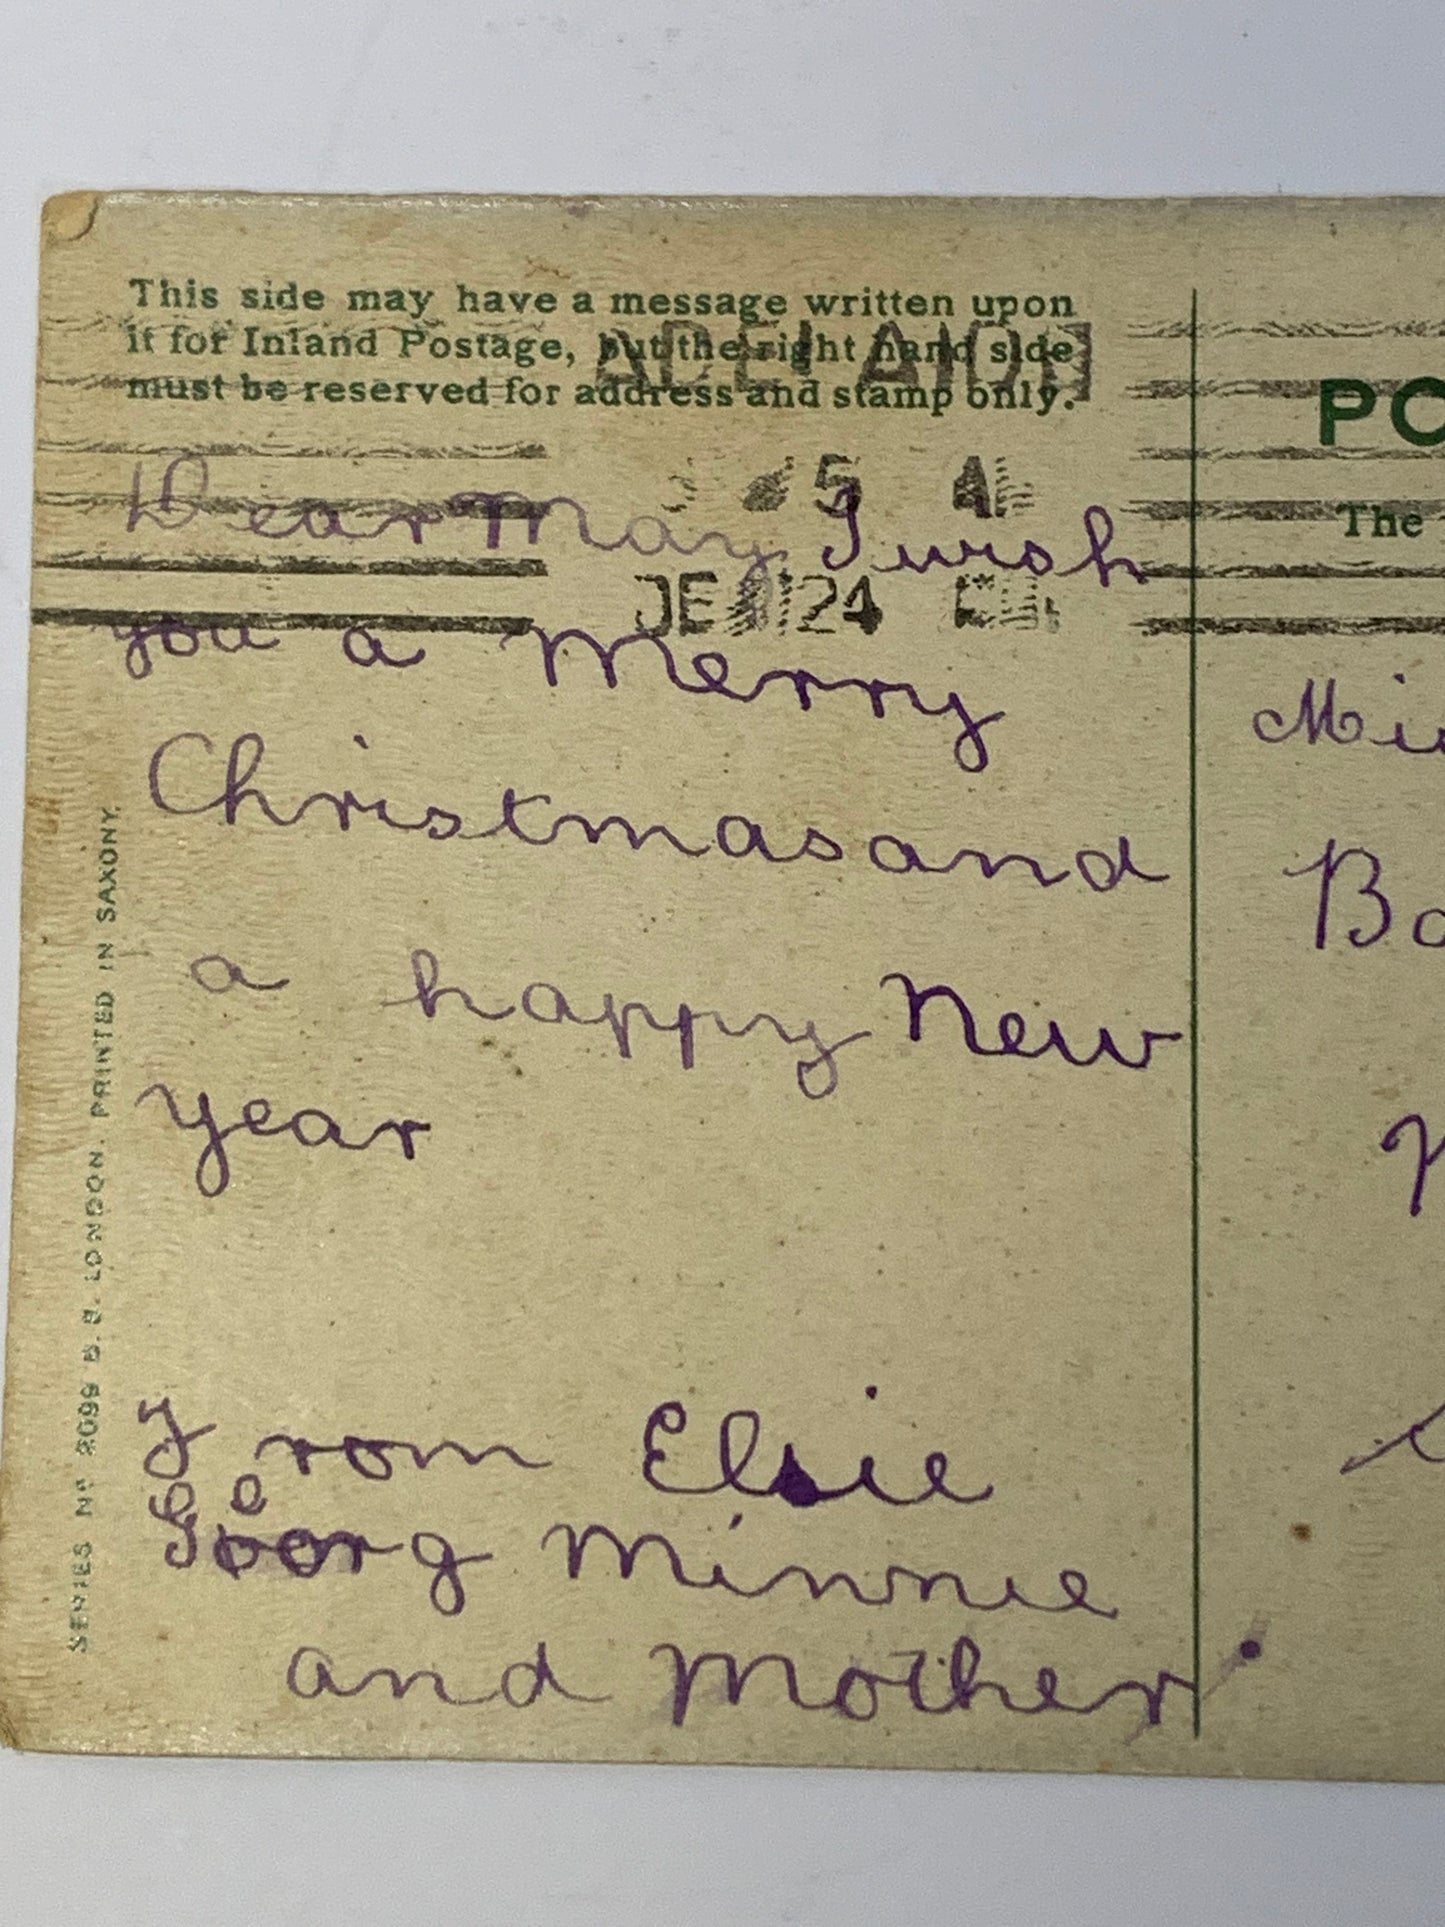 This side may have a message written upon
it for Inland Postage, but the right hand side
must be reserved for address and stamp only.
ADELAIDE
5 A
24
PO
The
Dear May I wish
you a Merry
Christmas and
a happy New
year
From Elsie
Georg Minnie
and Mother
Mi
Bo
SERIES No 2099 B. B. LONDON. PRINTED IN SAXONY.